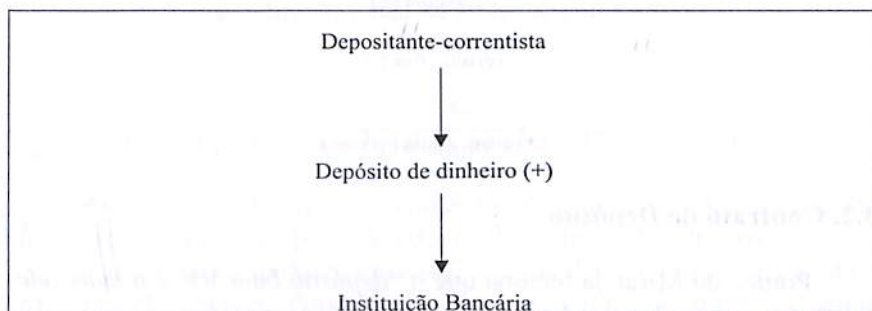 Depositante-correntista
Depósito de dinheiro (+)
Instituição Bancária